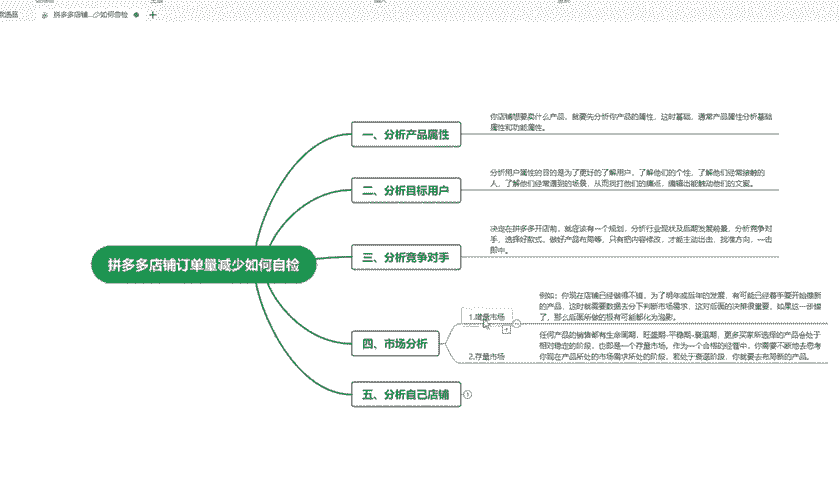 拼多多店铺...少如何自检
拼多多店铺订单量减少如何自检
一、分析产品属性
你店铺想要卖什么产品，就要先分析你产品的属性，这时基础，通常产品属性分析基础
属性和功能属性。
二、分析目标用户
分析用户属性的目的是为了更好的了解用户，了解他们的个性，了解他们经常接触的
人，了解他们经常遇到的场景，从而挠打他们的痛点，编辑出能触动他们的文案。
三、分析竞争对手
决定在拼多多开店前，就应该有一个规划，分析行业现状及后期发展前景，分析竞争对
手，选择好款式，做好产品布局等，只有把内容修改，才能主动出击，找准方向，一击
即中。
四、市场分析
1.增量市场
例如：你现在店铺已经做得不错，为了明年或后年的发展，有可能已经着手要开始做新
的产品，这时就需要数据去分下判断市场需求，这对后面的决策很重要，如果这一步错
了，那么后面所做的极有可能都化为泡影。
2.存量市场
任何产品的销售都有生命周期，旺盛期-平稳期-衰退期，更多买家所选择的产品会处于
相对稳定的阶段，也即是一个存量市场。作为一个合格的经营中，你需要不断地去思考
你现在产品所处的市场需求所处的阶段，若处于衰退阶段，你就要去布局新的产品。
五、分析自己店铺